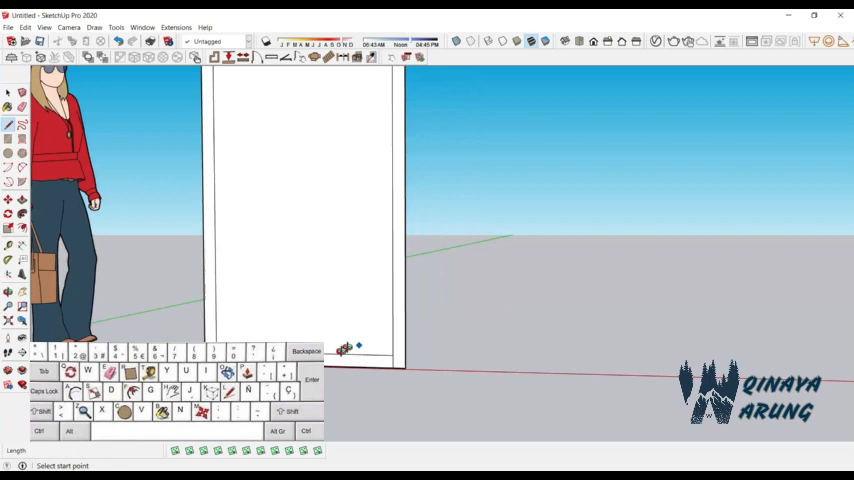 Untitled - SketchUp Pro 2020
File Edit View Camera Draw Tools Window Extensions Help
Untagged
J F M A M J J A S O N D
06:43 AM Noon 04:45 PM
Backspace
Tab Q W E R T Y U I O P
Enter
Caps Lock A S D F G H J K L Ñ Ç
Shift Z X C V B N M Shift
Ctrl Alt Alt Gr Ctrl
QINAYA
W ARUNG
Length
Select start point